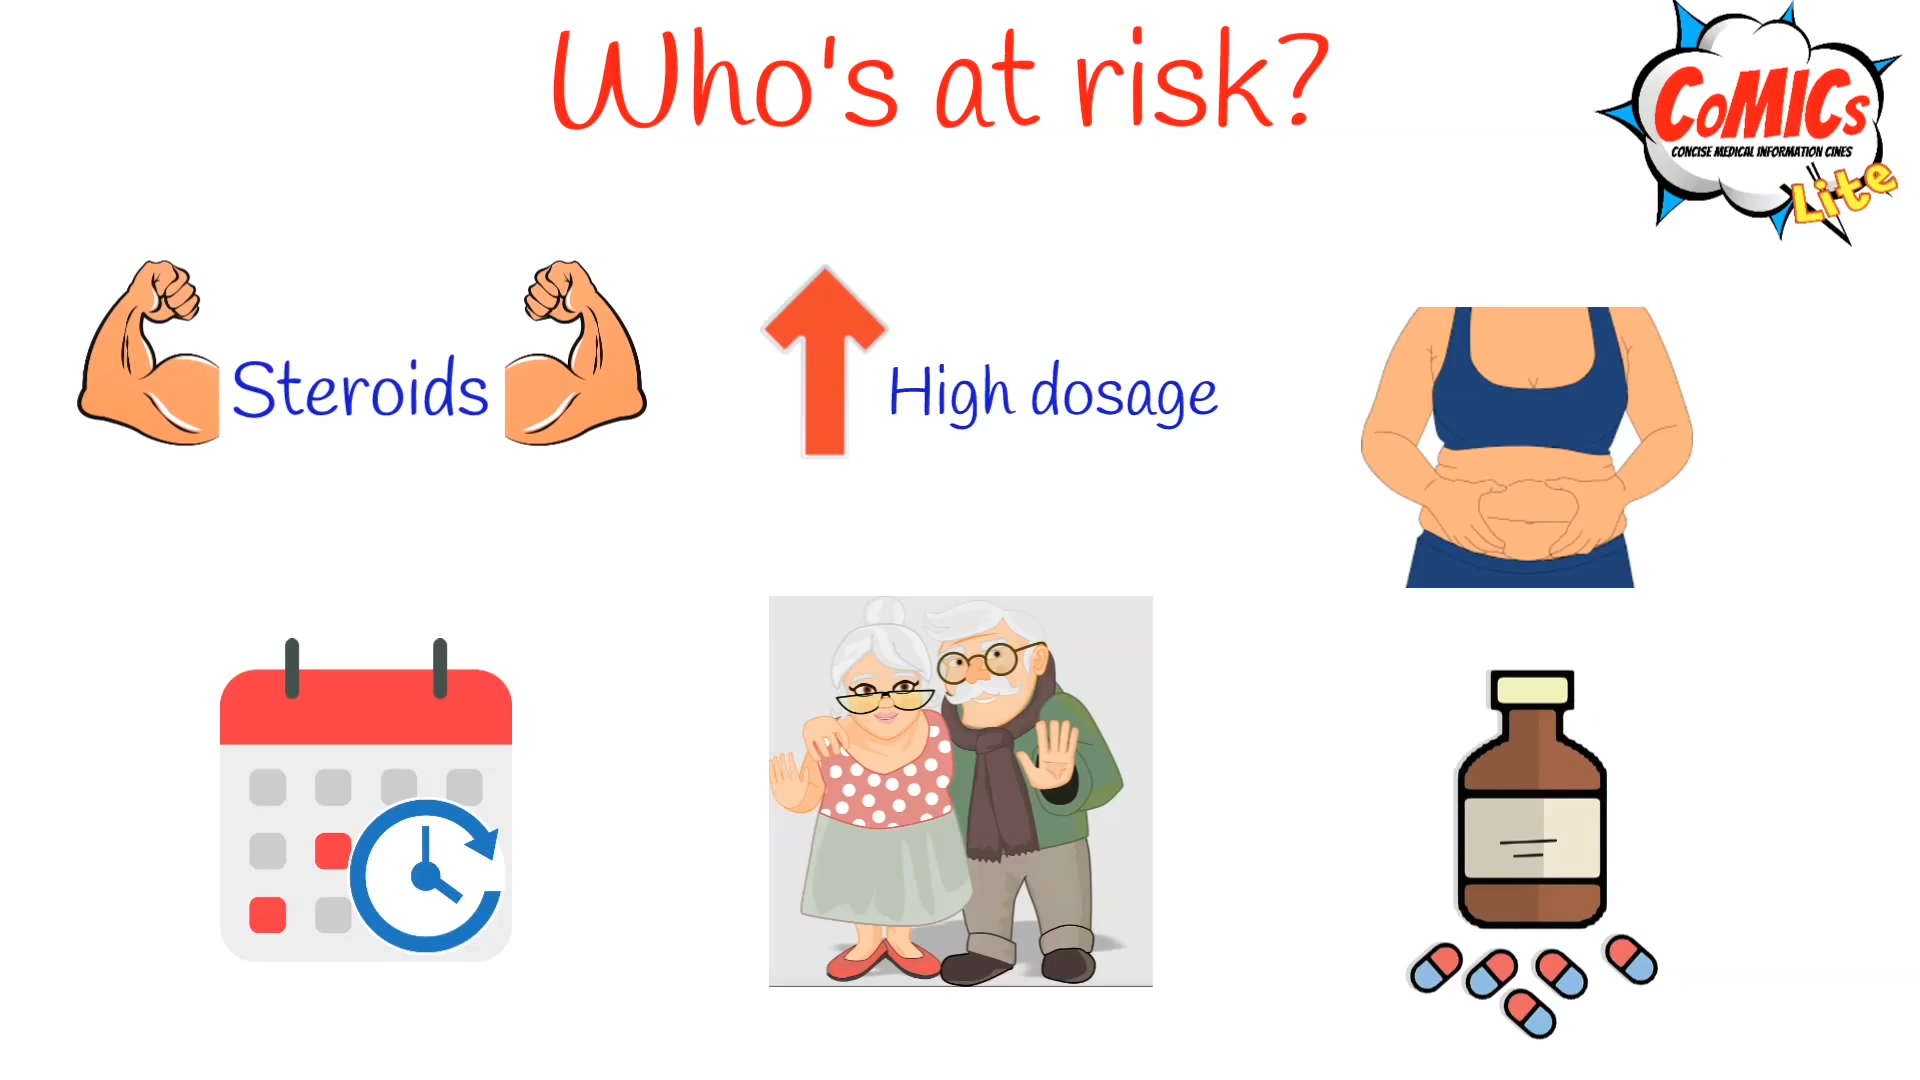 Who's at risk?
CoMICs
CONCISE MEDICAL INFORMATION CINES
Lite
Steroids
High dosage